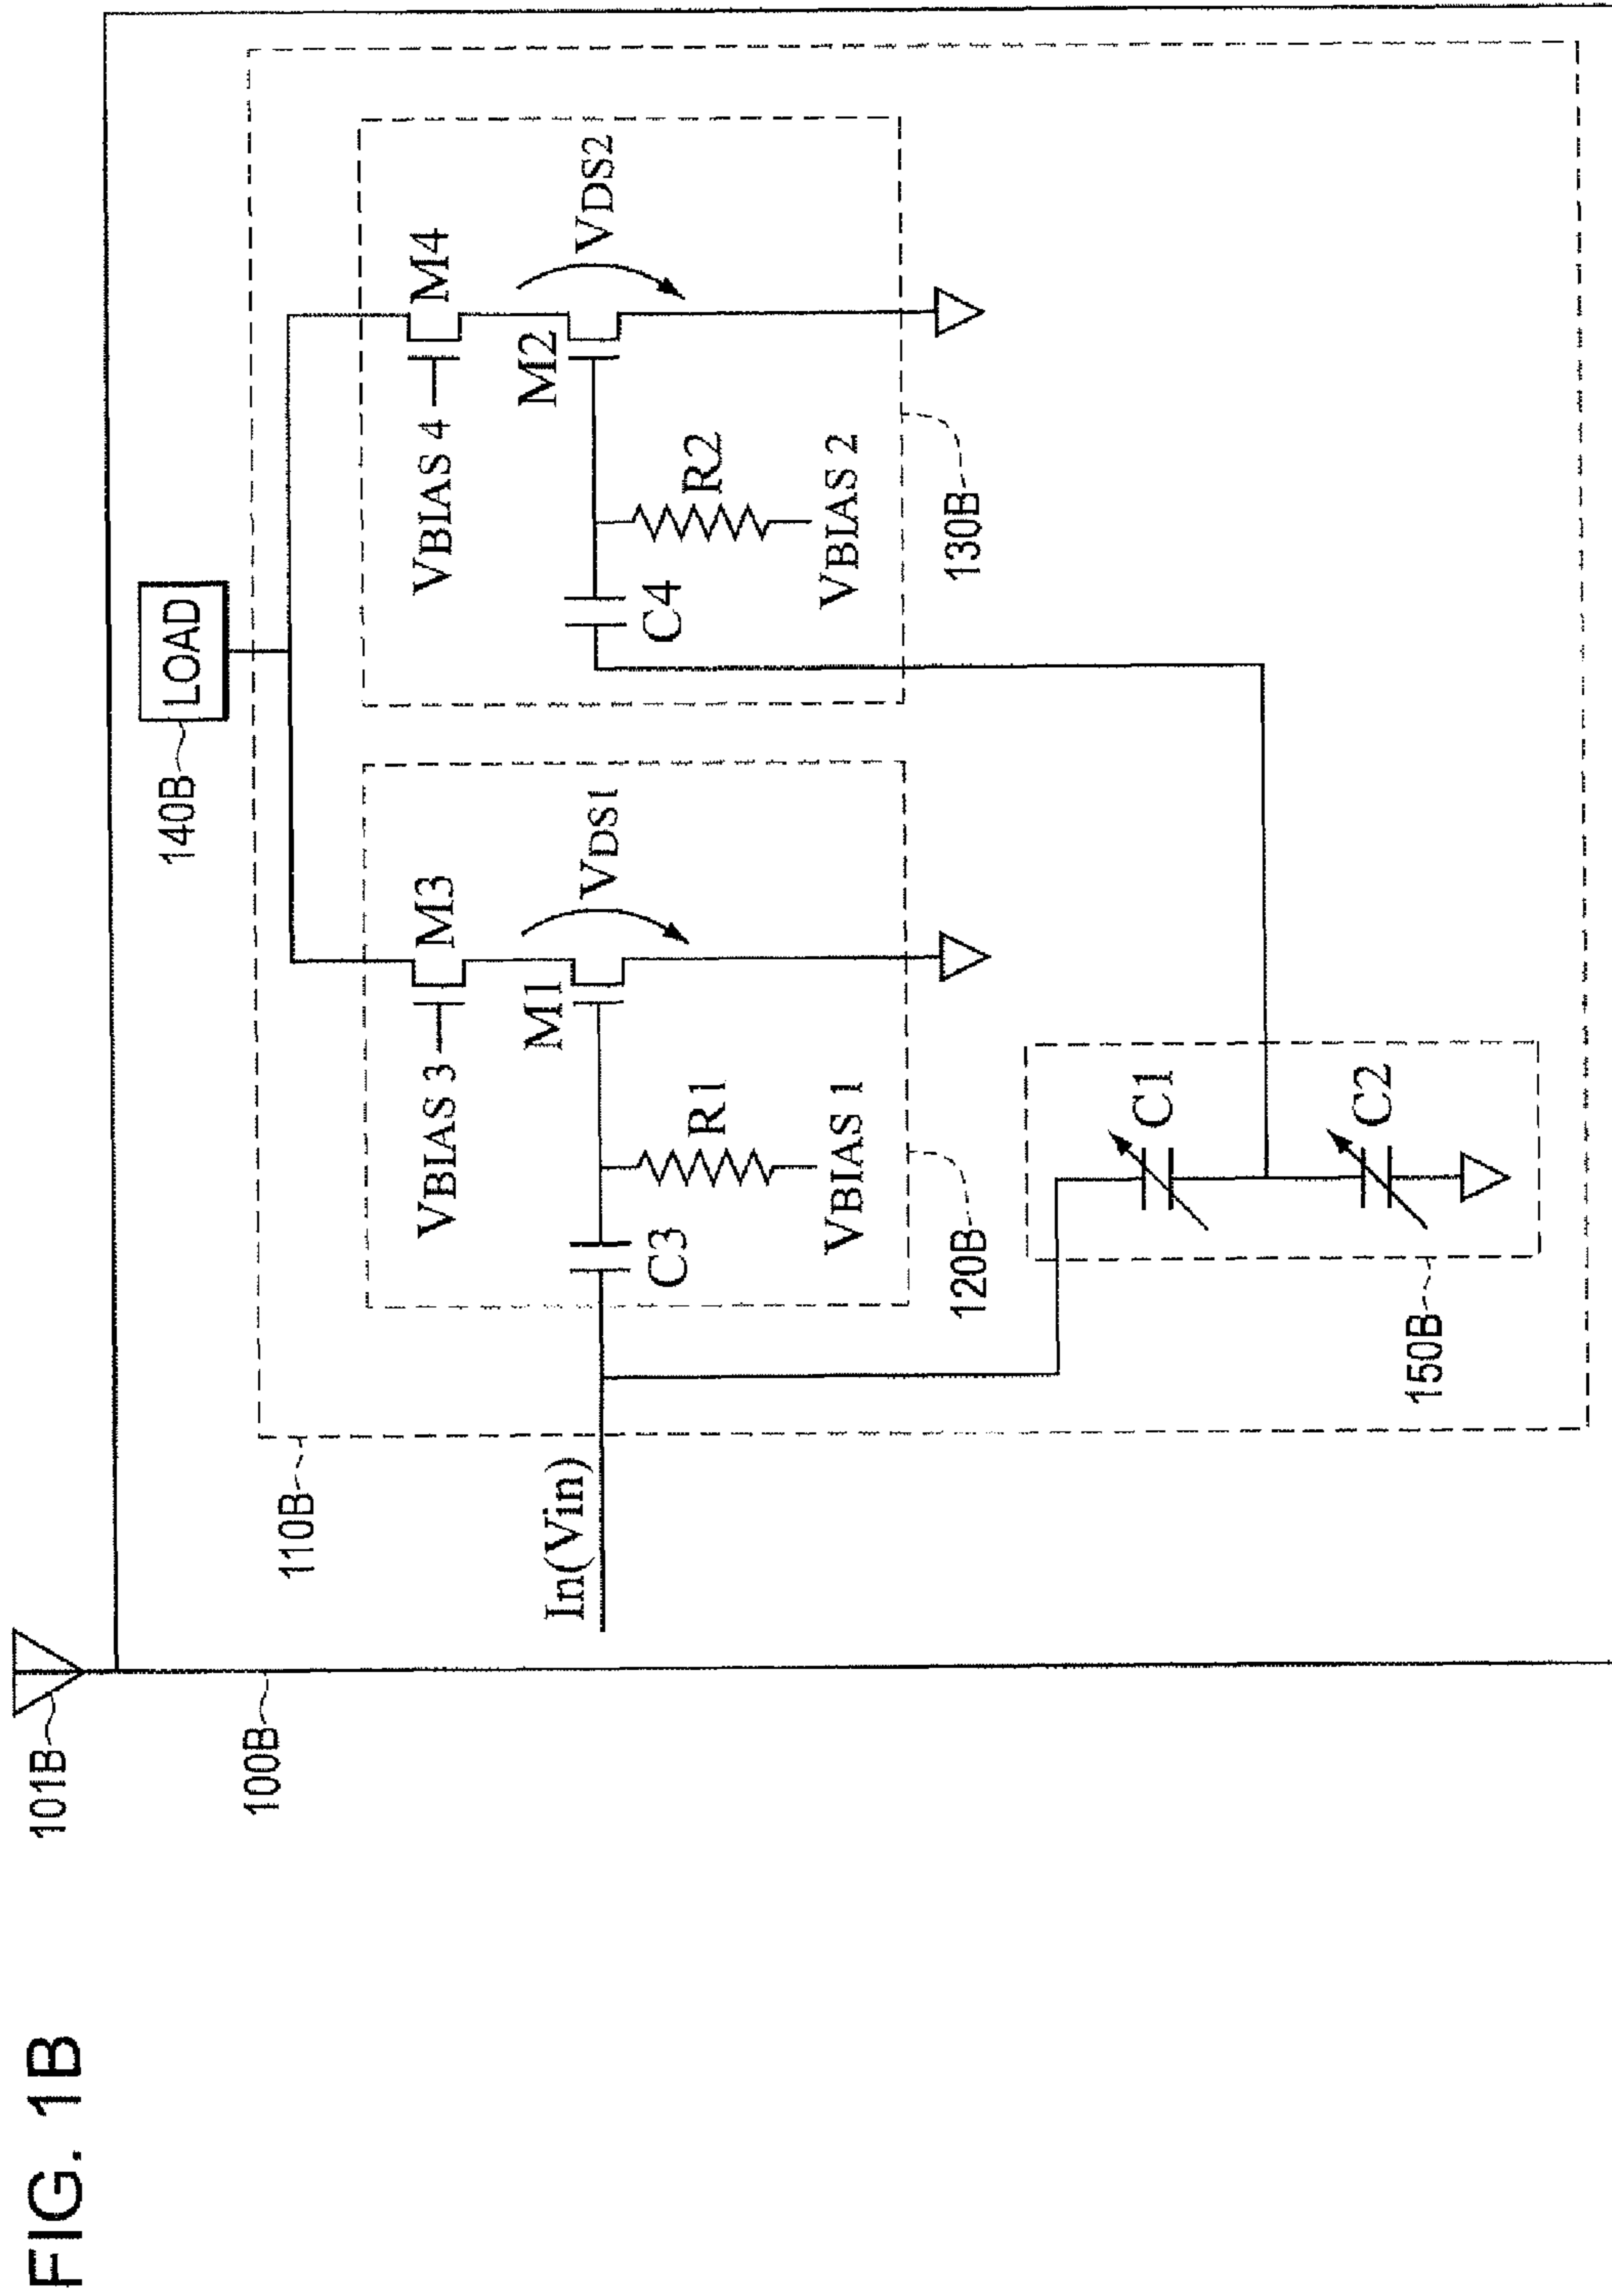 FIG. 1B
101B
100B
110B
140B
LOAD
In(Vin)
VBIAS 3
M3
M1
VDS1
C3
R1
VBIAS 1
120B
VBIAS 4
M4
M2
VDS2
C4
R2
VBIAS 2
130B
C1
C2
150B